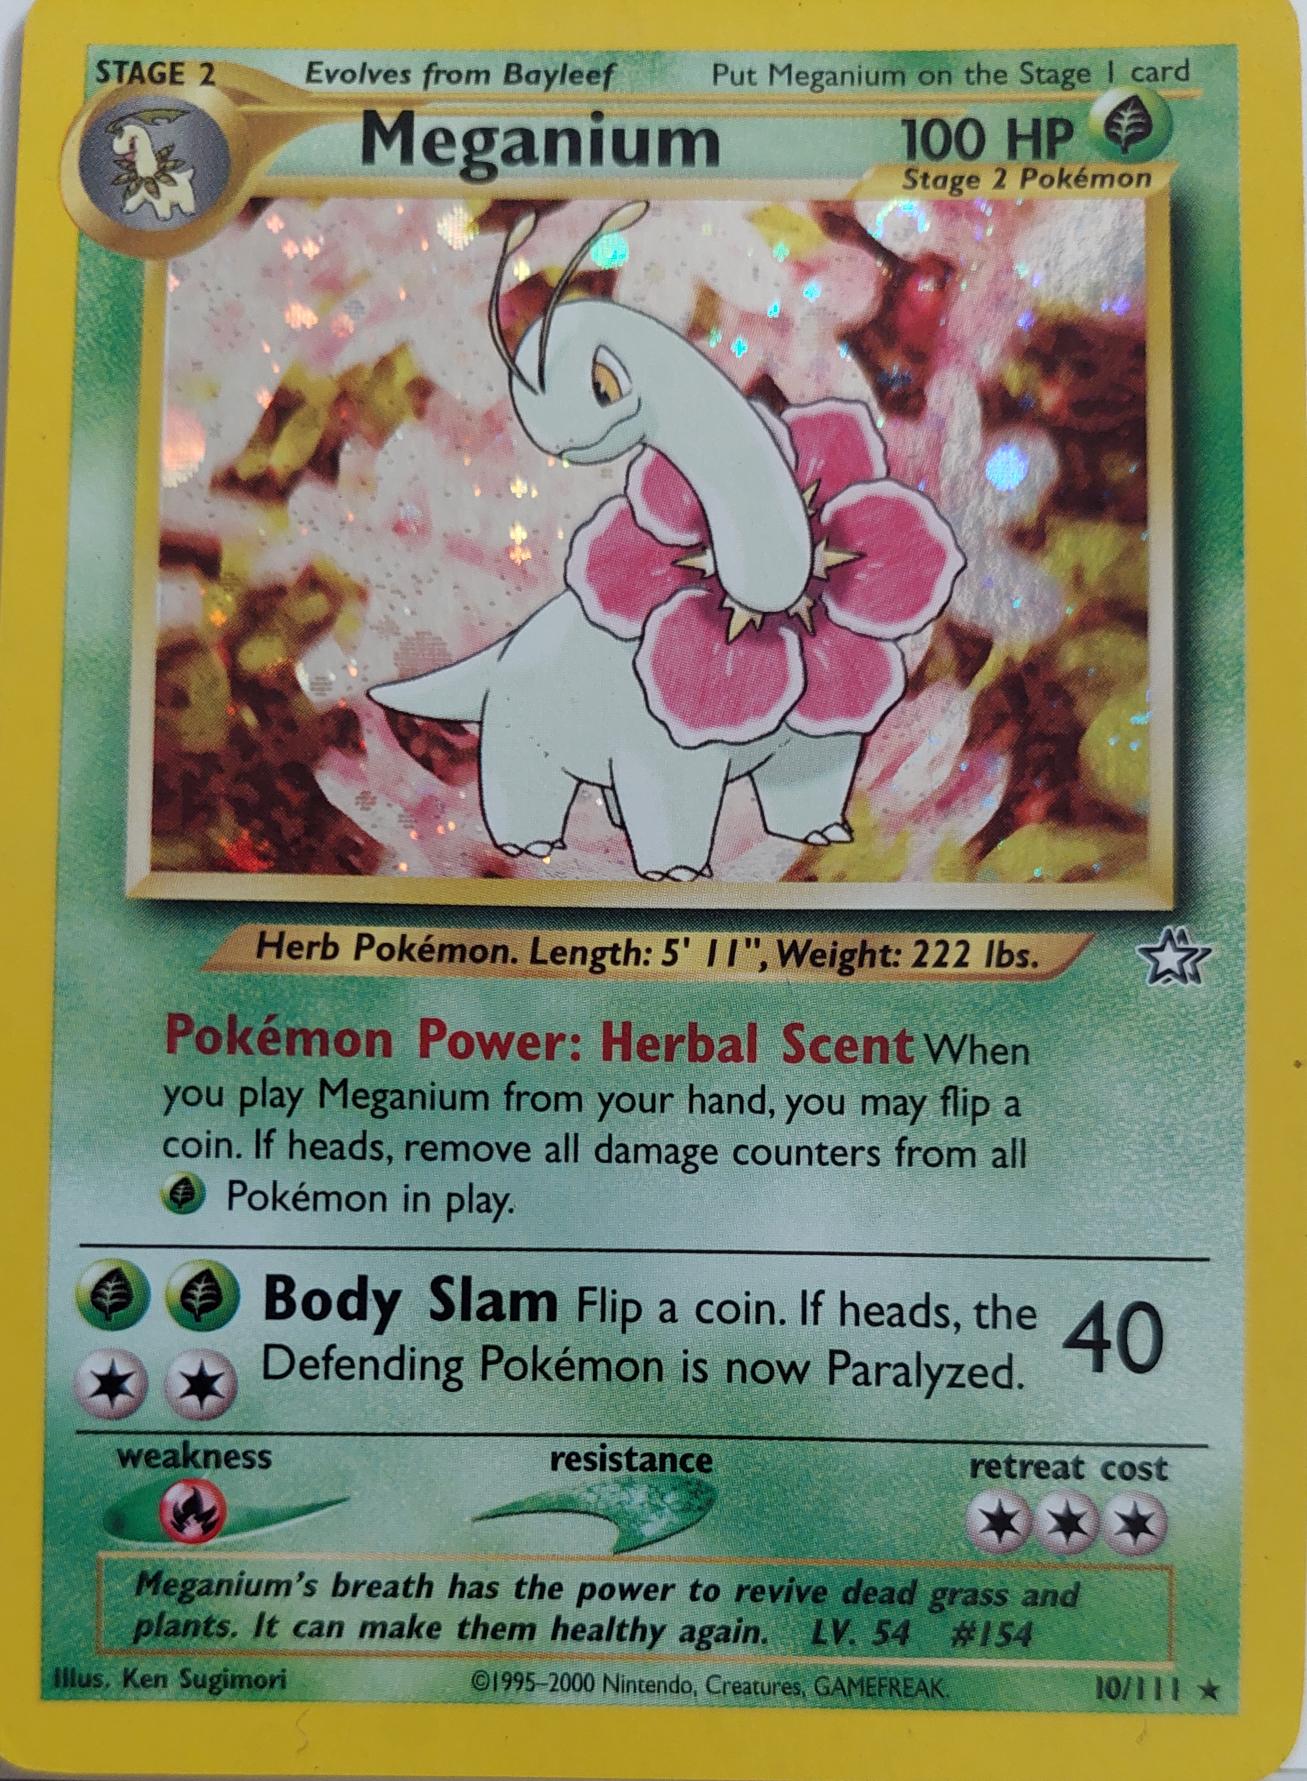 STAGE 2 Evolves from Bayleef Put Meganium on the Stage 1 card
Meganium 100 HP
Stage 2 Pokémon
Herb Pokémon. Length: 5' 11", Weight: 222 lbs.
Pokémon Power: Herbal Scent When
you play Meganium from your hand, you may flip a
coin. If heads, remove all damage counters from all
Pokémon in play.
Body Slam Flip a coin. If heads, the
Defending Pokémon is now Paralyzed.
40
weakness resistance retreat cost
Meganium's breath has the power to revive dead grass and
plants. It can make them healthy again. LV. 54 #154
Illus. Ken Sugimori ©1995–2000 Nintendo, Creatures, GAMEFREAK. 10/111 ★